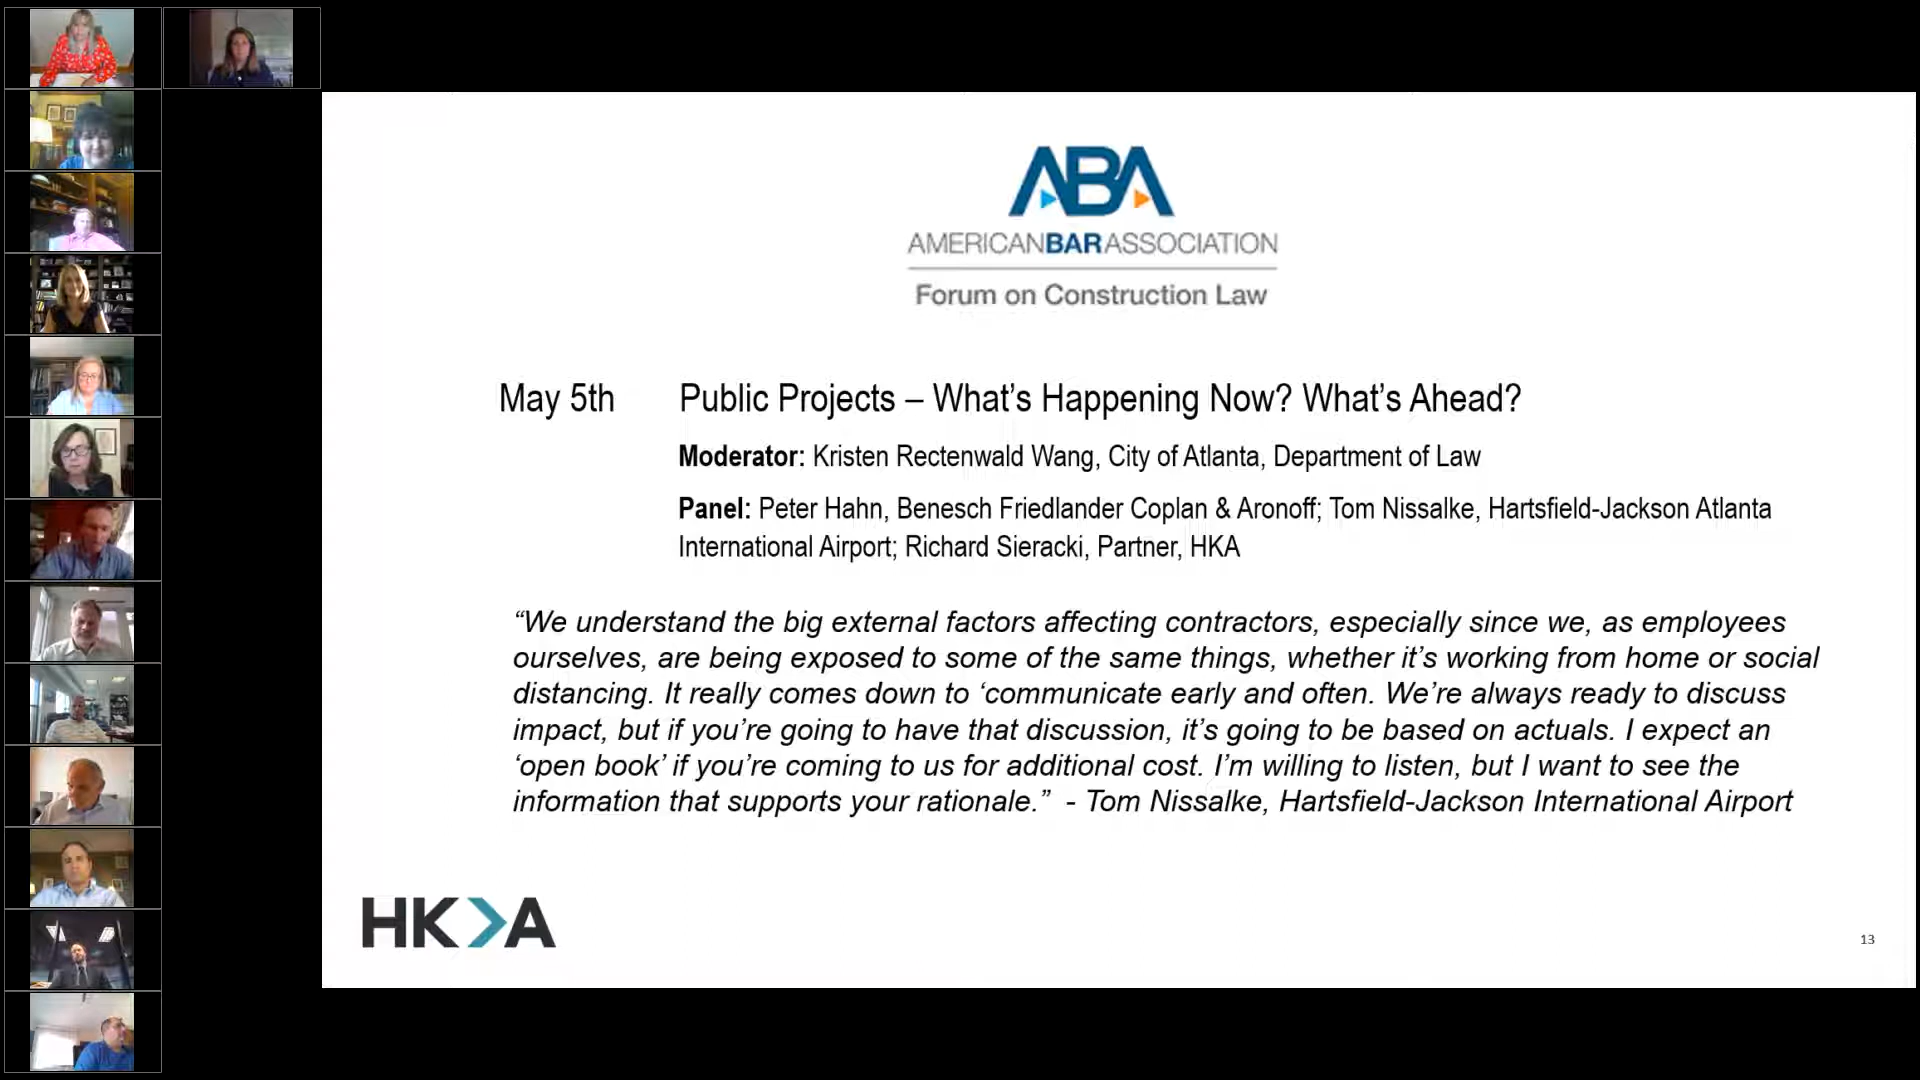 ABA
AMERICANBARASSOCIATION
Forum on Construction Law
May 5th Public Projects – What’s Happening Now? What’s Ahead?
Moderator: Kristen Rectenwald Wang, City of Atlanta, Department of Law
Panel: Peter Hahn, Benesch Friedlander Coplan & Aronoff; Tom Nissalke, Hartsfield-Jackson Atlanta
International Airport; Richard Sieracki, Partner, HKA
“We understand the big external factors affecting contractors, especially since we, as employees
ourselves, are being exposed to some of the same things, whether it’s working from home or social
distancing. It really comes down to ‘communicate early and often. We’re always ready to discuss
impact, but if you’re going to have that discussion, it’s going to be based on actuals. I expect an
‘open book’ if you’re coming to us for additional cost. I’m willing to listen, but I want to see the
information that supports your rationale.” - Tom Nissalke, Hartsfield-Jackson International Airport
HKA
13